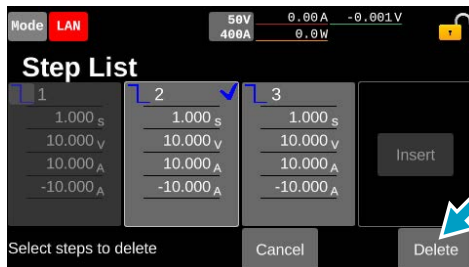 Mode LAN 50V 0.00A -0.001V
400A 0.0W
Step List
1 2 3
1.000 s 1.000 s 1.000 s
10.000 V 10.000 V 10.000 V
10.000 A 10.000 A 10.000 A
-10.000 A -10.000 A -10.000 A
Insert
Select steps to delete Cancel Delete